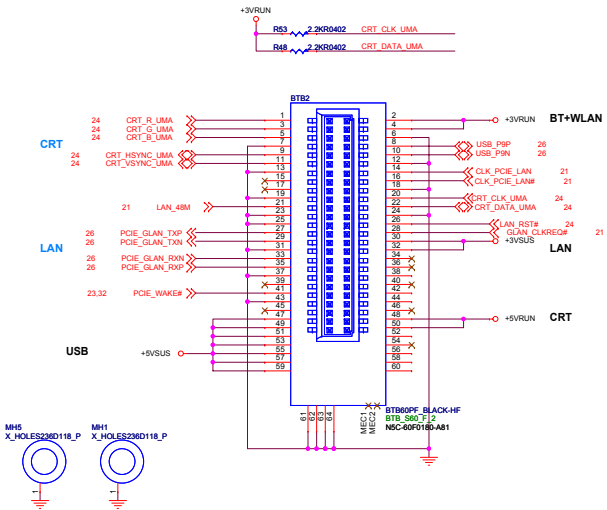 +3VRUN
R53 2.2KR0402 CRT_CLK_UMA
R48 2.2KR0402 CRT_DATA_UMA
BTB2
24 CRT_R_UMA 1 2 +3VRUN BT+WLAN
24 CRT_G_UMA 3 4
24 CRT_B_UMA 5 6
CRT 7 8 USB_P9P 26
24 CRT_HSYNC_UMA 9 10 USB_P9N 26
24 CRT_VSYNC_UMA 11 12
13 14 CLK_PCIE_LAN 21
15 16 CLK_PCIE_LAN# 21
17 18
19 20 CRT_CLK_UMA 24
21 LAN_48M 21 22 CRT_DATA_UMA 24
23 24
25 26 LAN_RST# 24
26 PCIE_GLAN_TXP 27 28 GLAN_CLKREQ# 21
26 PCIE_GLAN_TXN 29 30 +3VSUS
LAN 31 32 LAN
26 PCIE_GLAN_RXN 33 34
26 PCIE_GLAN_RXP 35 36
37 38
39 40
23,32 PCIE_WAKE# 41 42
43 44
45 46
47 48 +5VRUN CRT
49 50
51 52
53 54
USB +5VSUS 55 56
57 58
59 60
61 62 63 64 MEC1 MEC2
BTB60PF_BLACK-HF
BTB_S60_F_2
N5C-60F0180-A81
MH5 MH1
X_HOLES236D118_P X_HOLES236D118_P
1 1